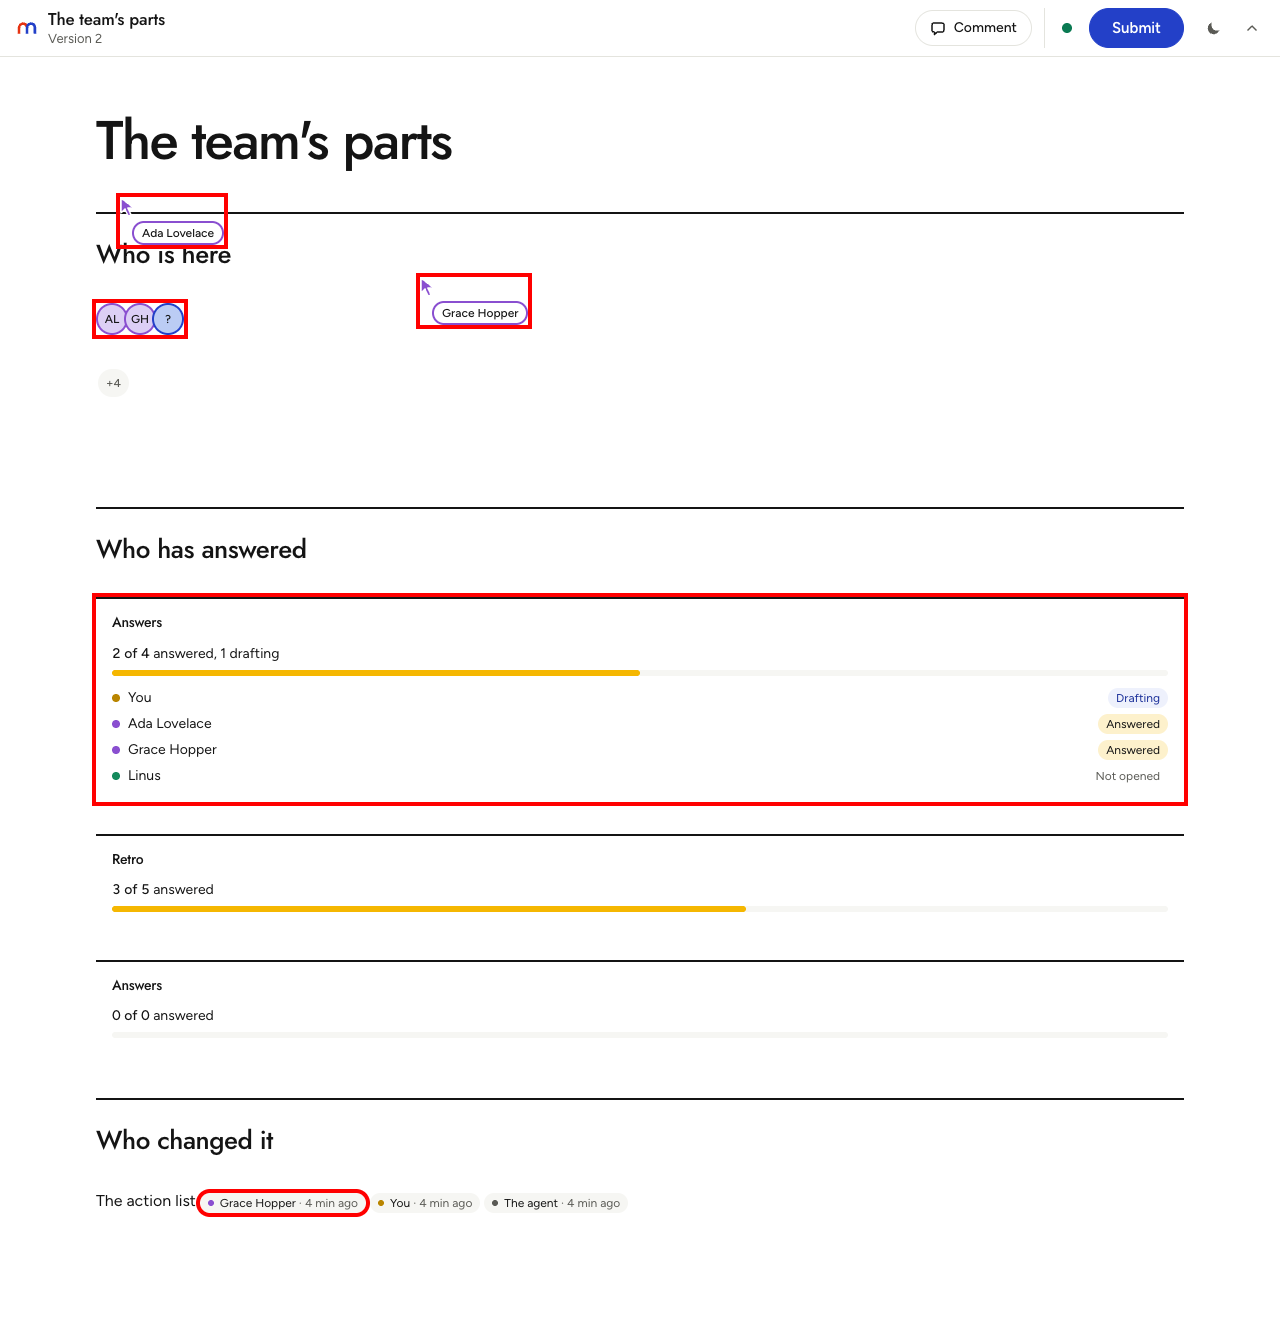 The team's parts
Version 2
Comment
Submit
The team's parts
Ada Lovelace
Who is here
Grace Hopper
AL GH ?
+4
Who has answered
Answers
2 of 4 answered, 1 drafting
You Drafting
Ada Lovelace Answered
Grace Hopper Answered
Linus Not opened
Retro
3 of 5 answered
Answers
0 of 0 answered
Who changed it
The action list Grace Hopper · 4 min ago You · 4 min ago The agent · 4 min ago